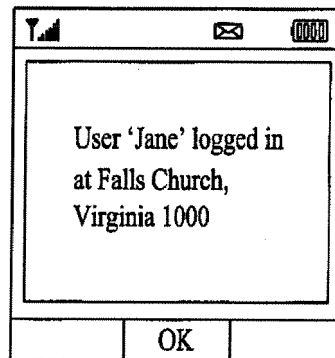 User ‘Jane’ logged in
at Falls Church,
Virginia 1000
OK